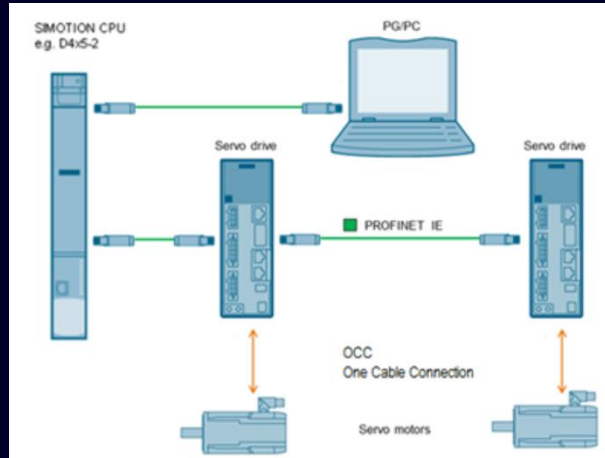 SIMOTION CPU
e.g. D4x5-2
PG/PC
Servo drive
Servo drive
PROFINET IE
OCC
One Cable Connection
Servo motors